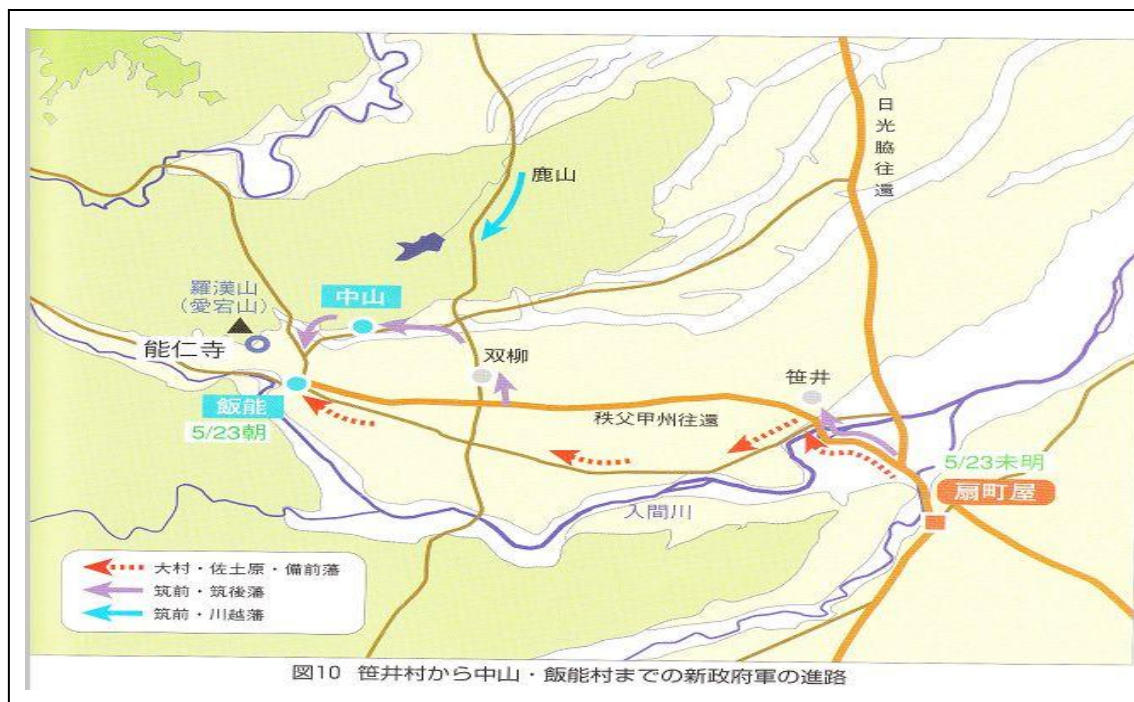 日光脇往還
鹿山
羅漢山
(愛宕山)
中山
能仁寺
双柳
笹井
飯能
5/23朝
秩父甲州往還
5/23未明
扇町屋
入間川
大村・佐土原・備前藩
筑前・筑後藩
筑前・川越藩
図10 笹井村から中山・飯能村までの新政府軍の進路